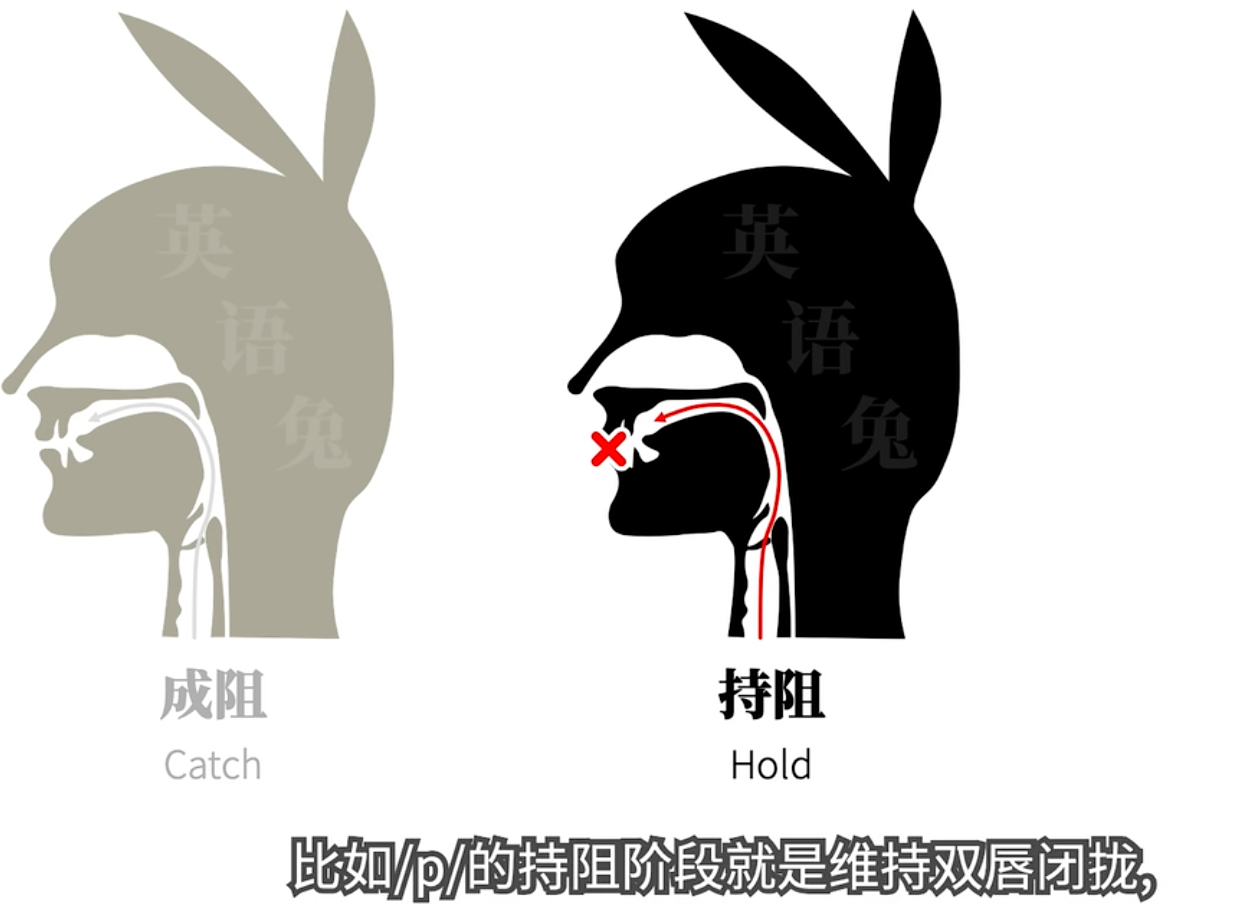 英
语
兔
英
语
兔
成阻
持阻
Catch
Hold
比如/p/的持阻阶段就是维持双唇闭拢,